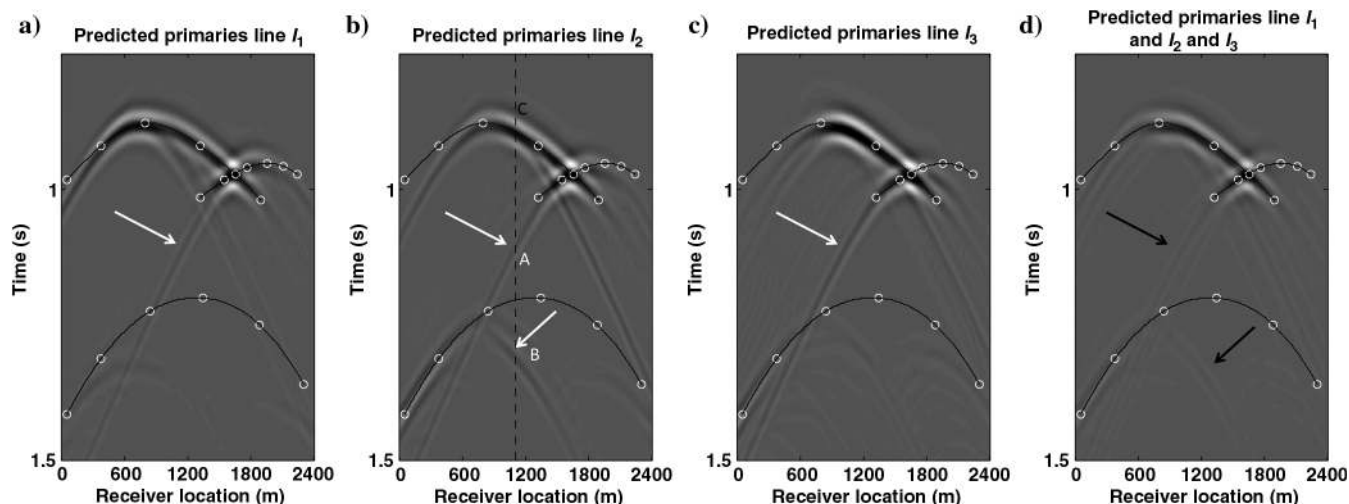 a) Predicted primaries line l1
b) Predicted primaries line l2
c) Predicted primaries line l3
d) Predicted primaries line l1
and l2 and l3
Time (s)
1
1.5
0 600 1200 1800 2400
Receiver location (m)
Time (s)
C
1
A
B
1.5
0 600 1200 1800 2400
Receiver location (m)
Time (s)
1
1.5
0 600 1200 1800 2400
Receiver location (m)
Time (s)
1
1.5
0 600 1200 1800 2400
Receiver location (m)